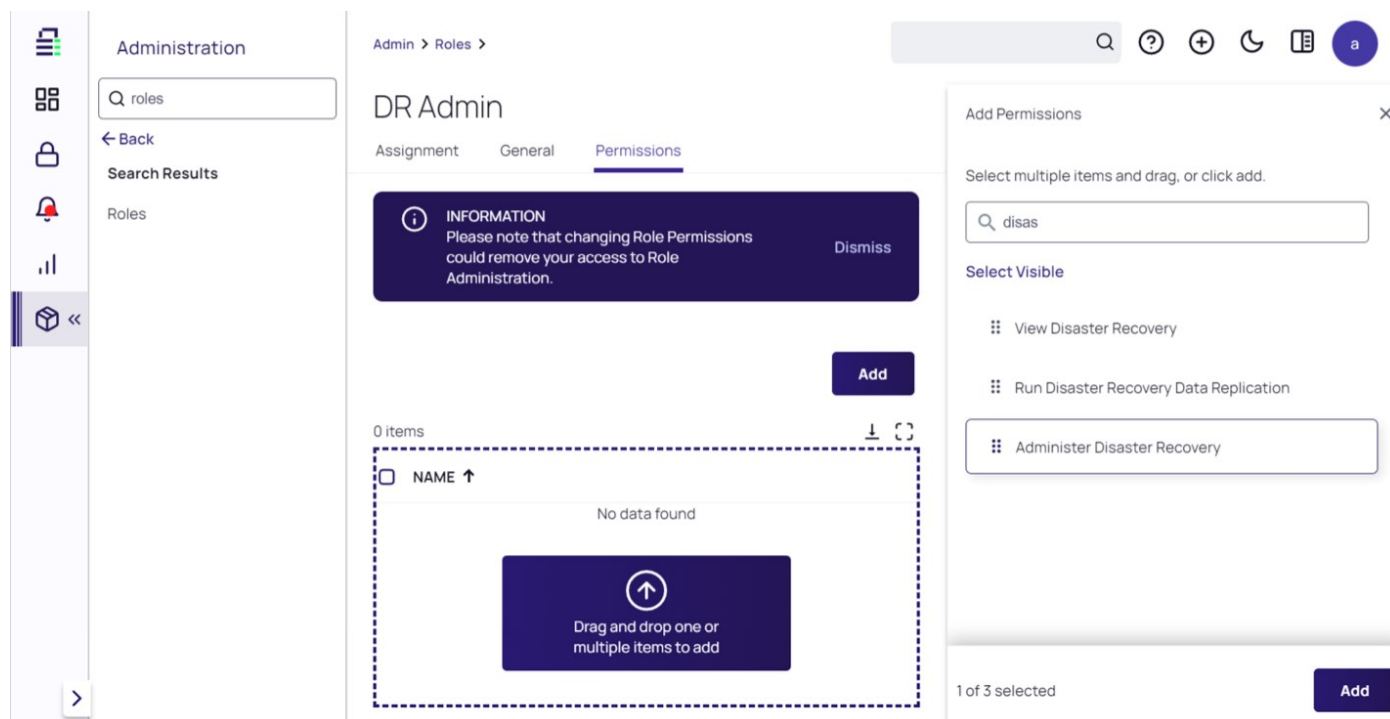 Administration
roles
Back
Search Results
Roles
Admin > Roles >
a
DR Admin
Assignment General Permissions
INFORMATION
Please note that changing Role Permissions
could remove your access to Role
Administration.
Dismiss
Add
0 items
NAME
No data found
Drag and drop one or
multiple items to add
Add Permissions
Select multiple items and drag, or click add.
disas
Select Visible
View Disaster Recovery
Run Disaster Recovery Data Replication
Administer Disaster Recovery
1 of 3 selected
Add